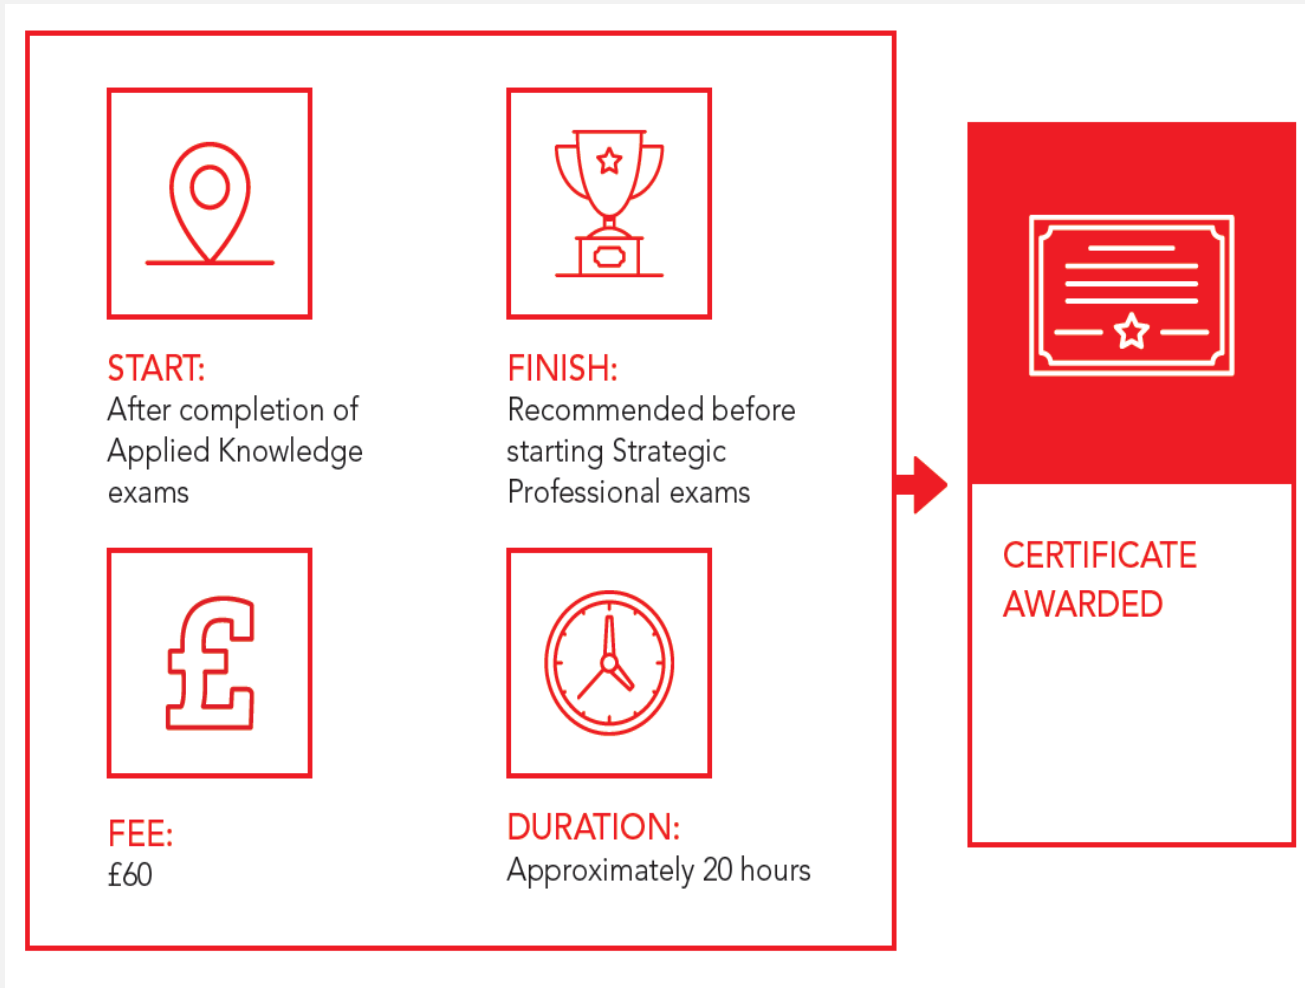 START:
After completion of
Applied Knowledge
exams
FINISH:
Recommended before
starting Strategic
Professional exams
FEE:
£60
DURATION:
Approximately 20 hours
CERTIFICATE
AWARDED